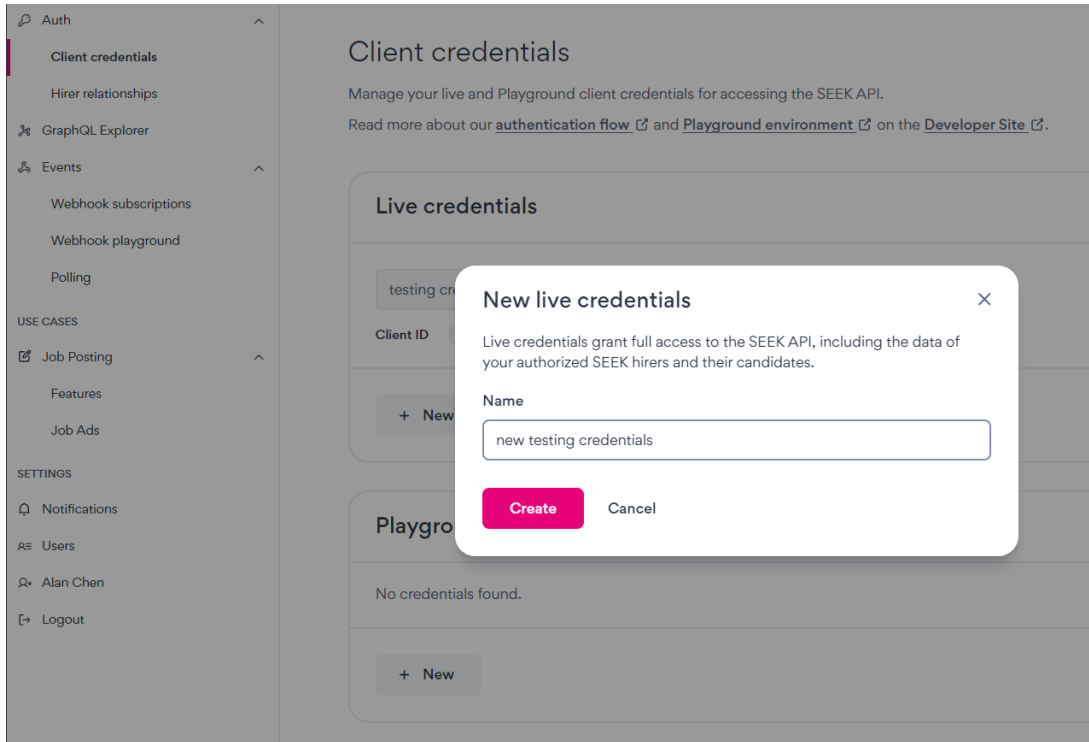 Auth
Client credentials
Hirer relationships
GraphQL Explorer
Events
Webhook subscriptions
Webhook playground
Polling
USE CASES
Job Posting
Features
Job Ads
SETTINGS
Notifications
Users
Alan Chen
Logout
Client credentials
Manage your live and Playground client credentials for accessing the SEEK API.
Read more about our authentication flow and Playground environment on the Developer Site.
Live credentials
testing cre
Client ID
+ New
New live credentials
Live credentials grant full access to the SEEK API, including the data of
your authorized SEEK hirers and their candidates.
Name
new testing credentials
Create Cancel
Playgro
No credentials found.
+ New